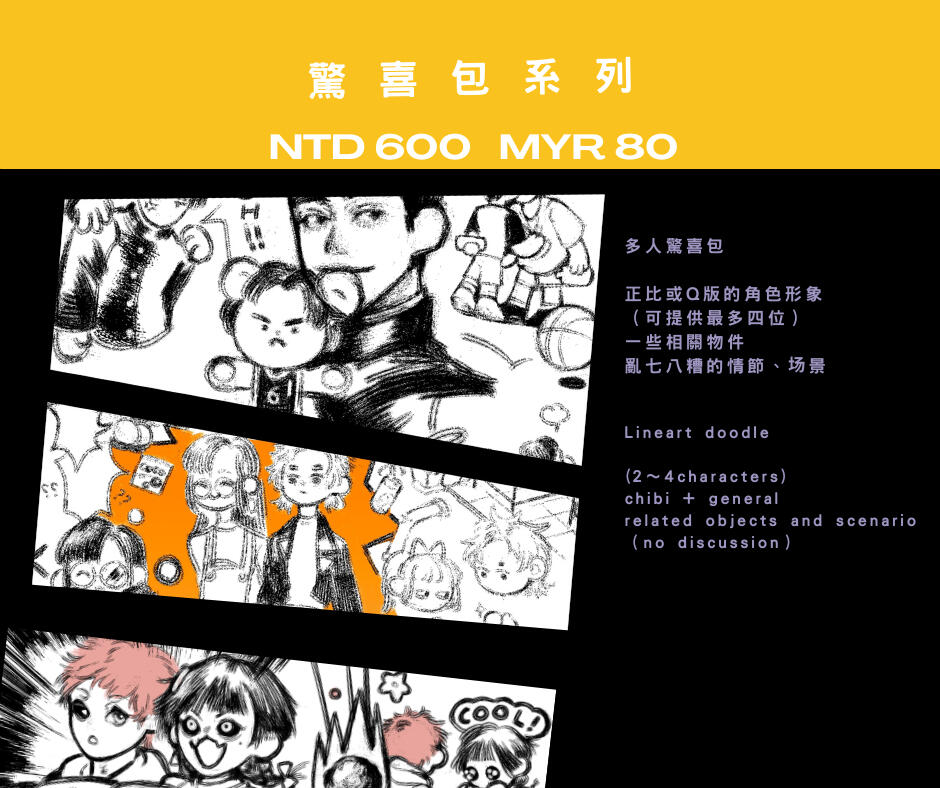 驚喜包系列
NTD 600 MYR 80
多人驚喜包
正比或Q版的角色形象
（可提供最多四位）
一些相關物件
亂七八糟的情節、场景
Lineart doodle
(2～4characters)
chibi + general
related objects and scenario
（no discussion）
COOL!